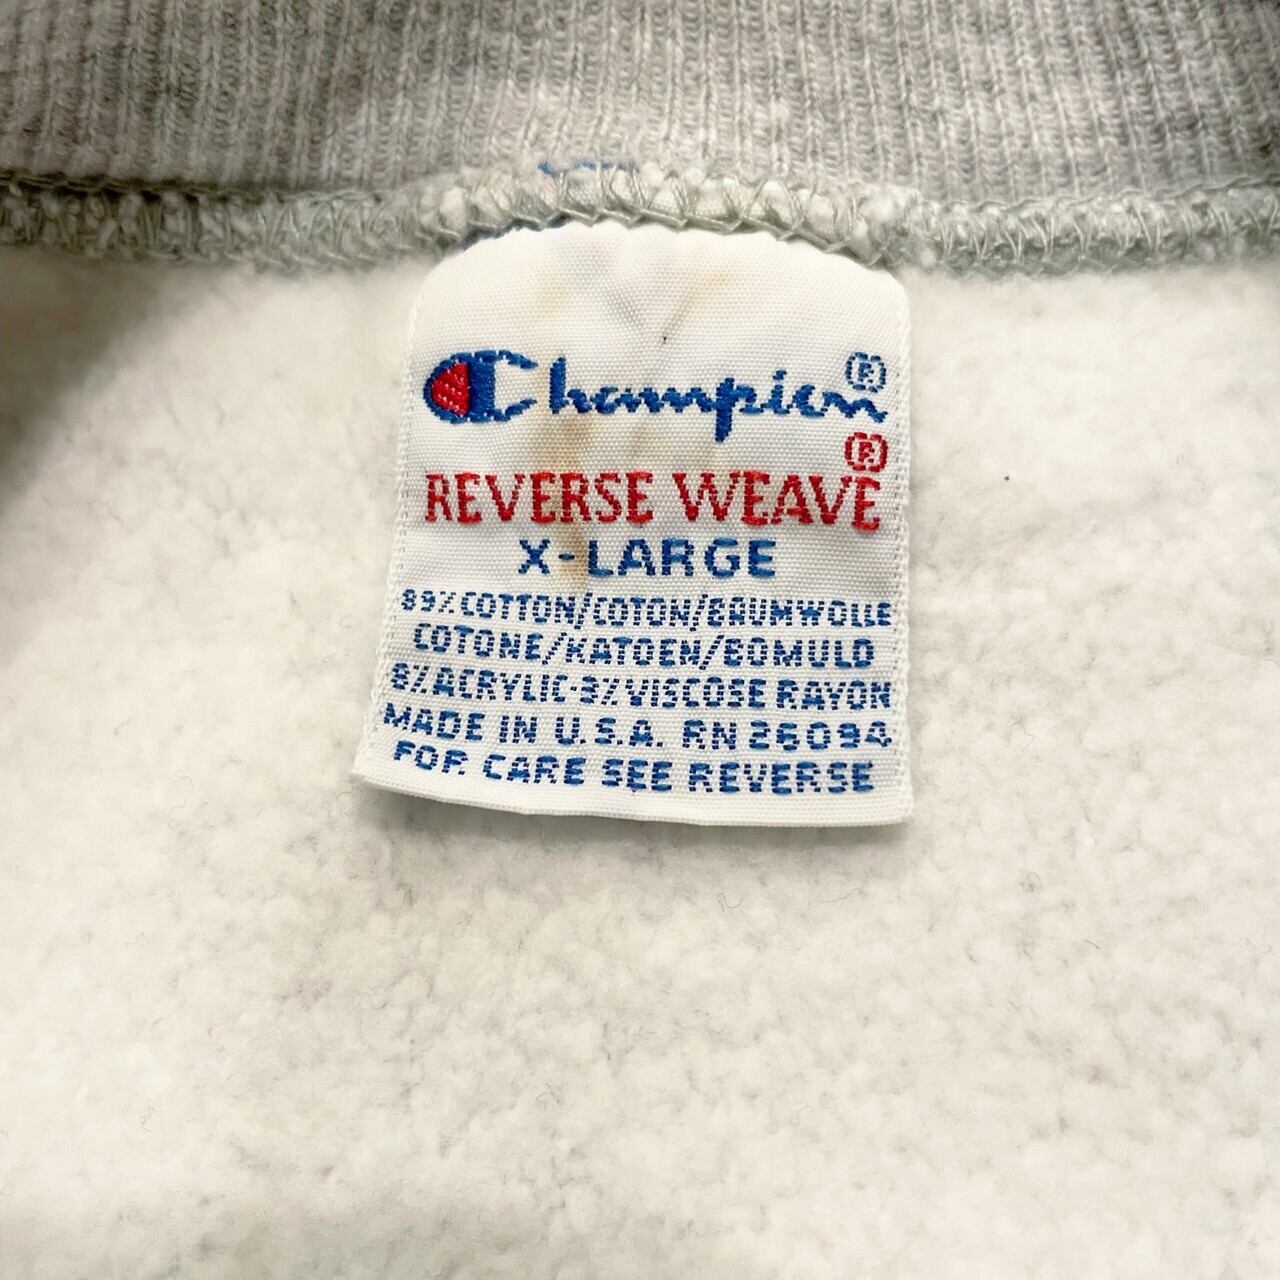 Champion®
REVERSE WEAVE®
X-LARGE
89% COTTON/COTON/BAUMWOLLE
COTONE/KATOEN/BOMULD
8% ACRYLIC-3% VISCOSE RAYON
MADE IN U.S.A. RN 26094
FOR CARE SEE REVERSE